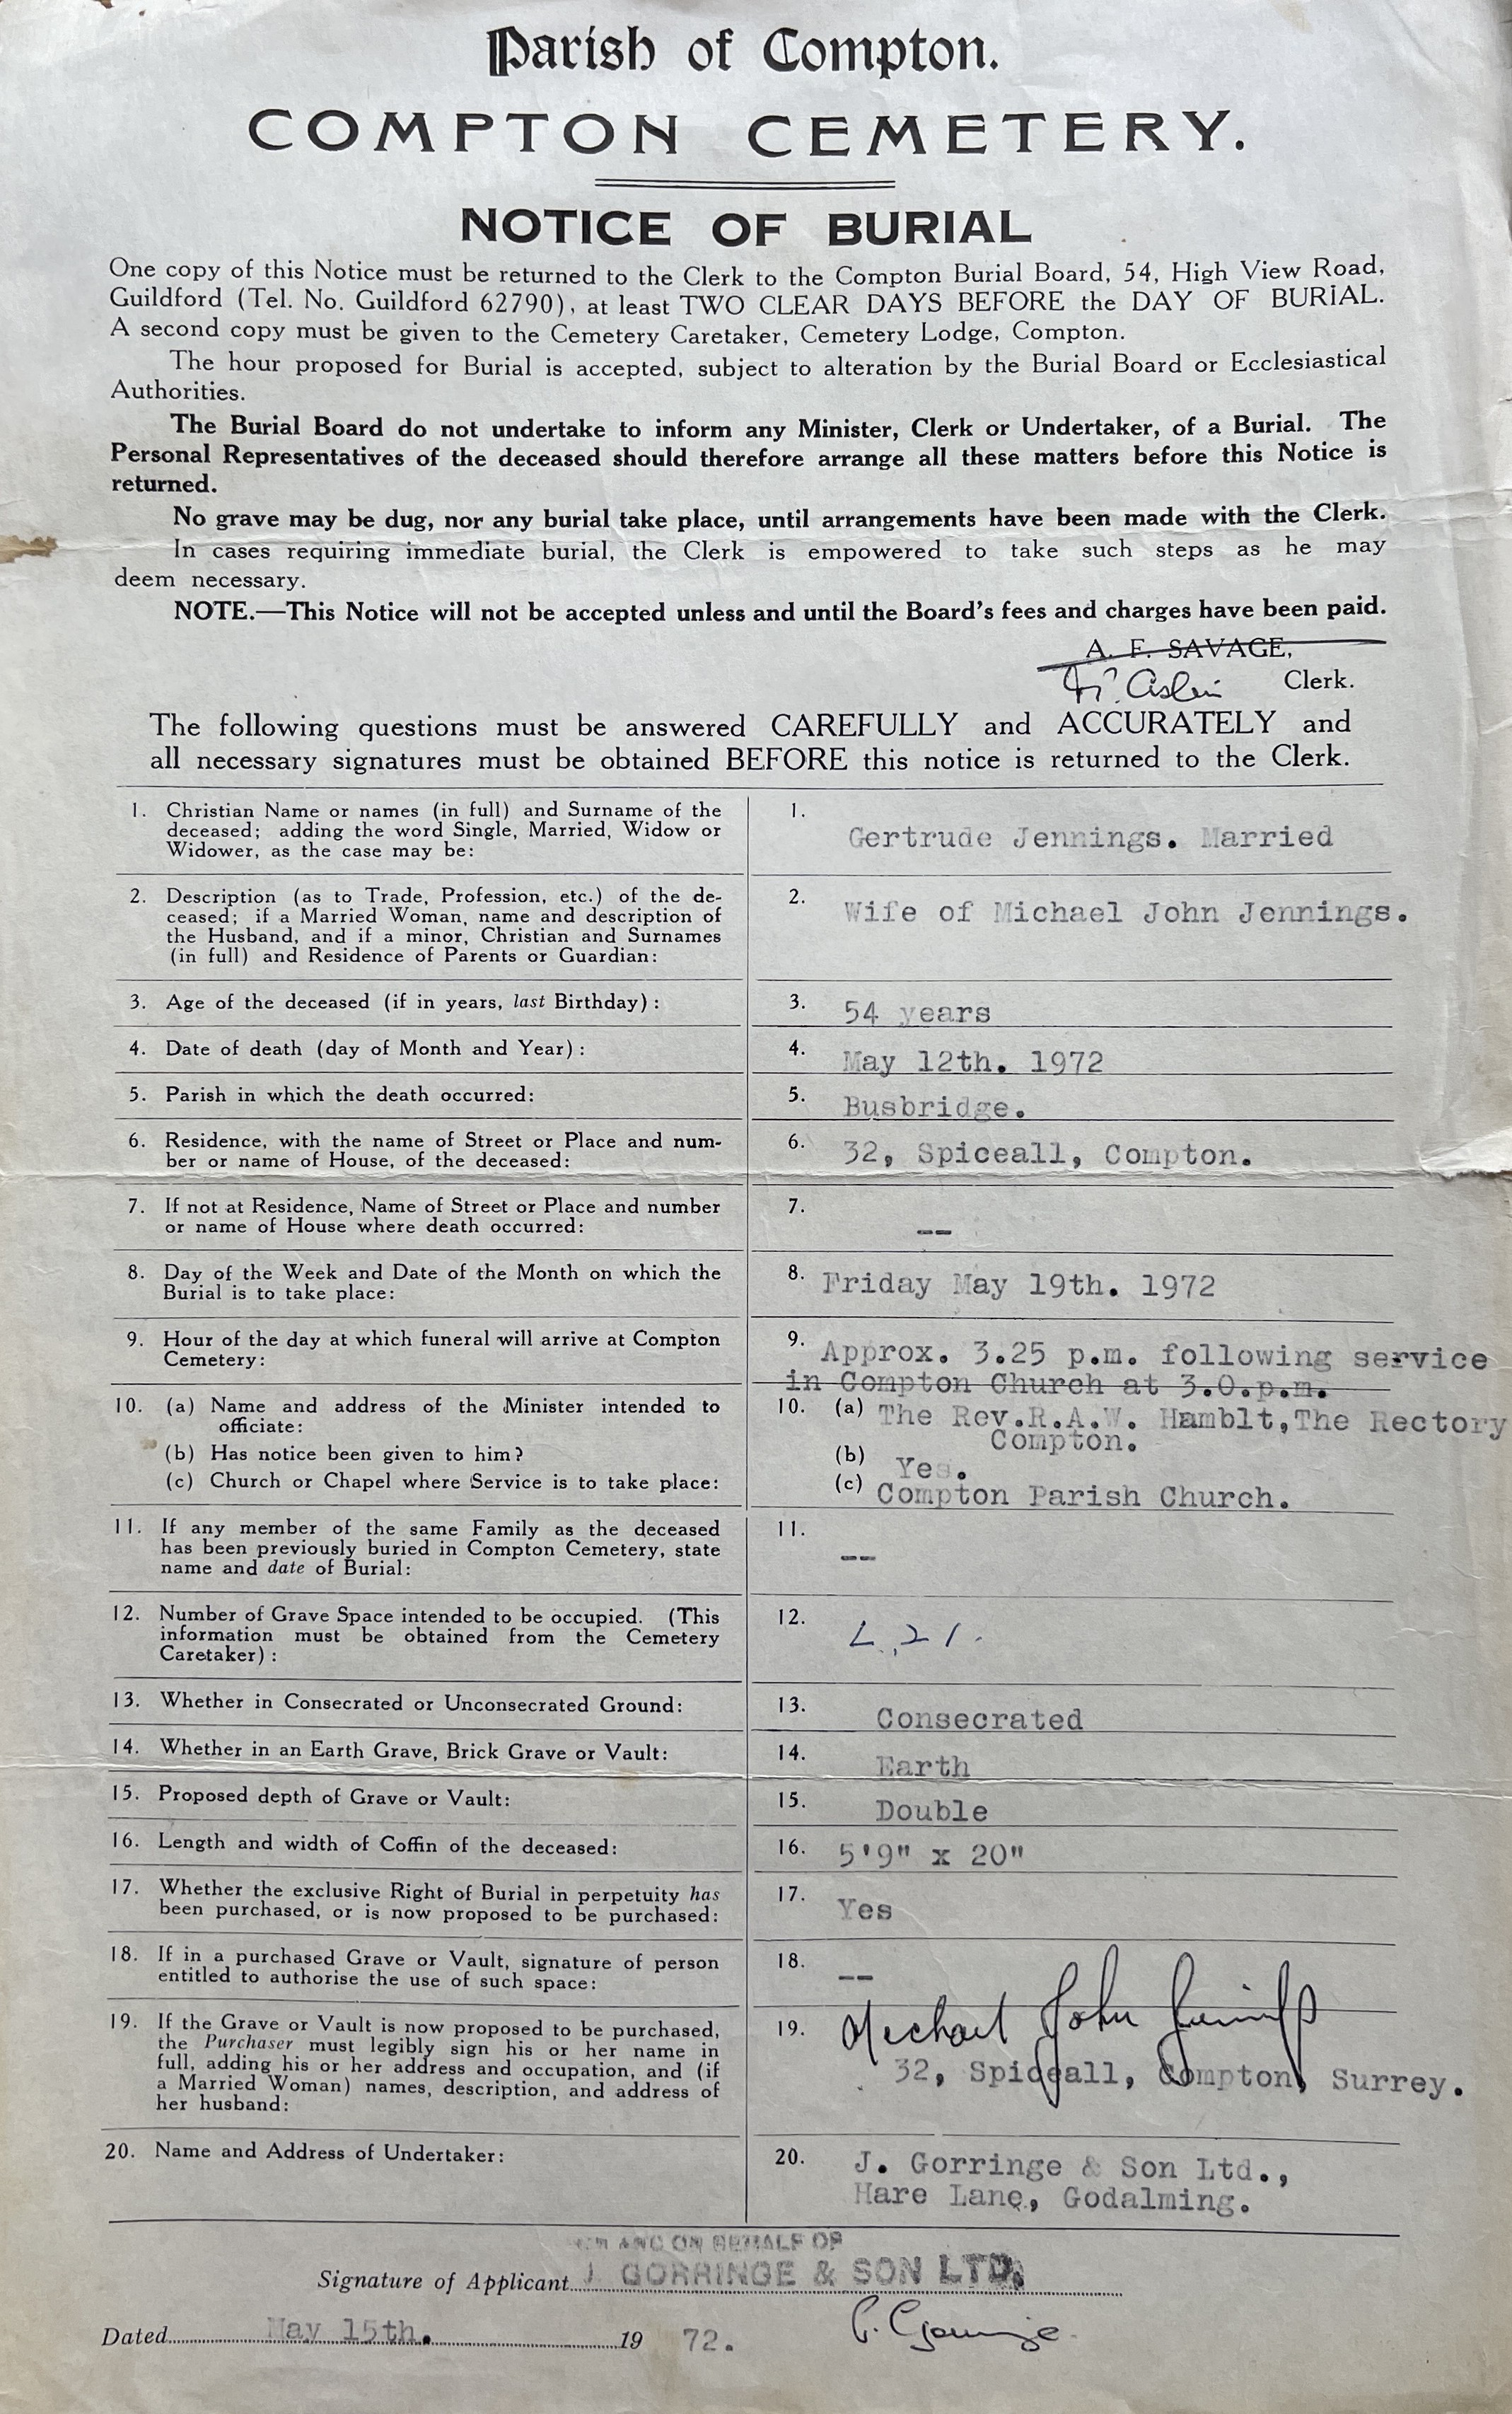 Parish of Compton.
COMPTON CEMETERY.
NOTICE OF BURIAL
One copy of this Notice must be returned to the Clerk to the Compton Burial Board, 54, High View Road,
Guildford (Tel. No. Guildford 62790), at least TWO CLEAR DAYS BEFORE the DAY OF BURIAL.
A second copy must be given to the Cemetery Caretaker, Cemetery Lodge, Compton.
The hour proposed for Burial is accepted, subject to alteration by the Burial Board or Ecclesiastical
Authorities.
The Burial Board do not undertake to inform any Minister, Clerk or Undertaker, of a Burial. The
Personal Representatives of the deceased should therefore arrange all these matters before this Notice is
returned.
No grave may be dug, nor any burial take place, until arrangements have been made with the Clerk.
In cases requiring immediate burial, the Clerk is empowered to take such steps as he may
deem necessary.
NOTE.—This Notice will not be accepted unless and until the Board's fees and charges have been paid.
A. F. SAVAGE,
Clerk.
The following questions must be answered CAREFULLY and ACCURATELY and
all necessary signatures must be obtained BEFORE this notice is returned to the Clerk.
1. Christian Name or names (in full) and Surname of the
deceased; adding the word Single, Married, Widow or
Widower, as the case may be:
1.
Gertrude Jennings. Married
2. Description (as to Trade, Profession, etc.) of the de-
ceased; if a Married Woman, name and description of
the Husband, and if a minor, Christian and Surnames
(in full) and Residence of Parents or Guardian:
2.
Wife of Michael John Jennings.
3. Age of the deceased (if in years, last Birthday):
3. 54 years
4. Date of death (day of Month and Year):
4. May 12th. 1972
5. Parish in which the death occurred:
5. Busbridge.
6. Residence, with the name of Street or Place and num-
ber or name of House, of the deceased:
6. 32, Spiceall, Compton.
7. If not at Residence, Name of Street or Place and number
or name of House where death occurred:
7.
--
8. Day of the Week and Date of the Month on which the
Burial is to take place:
8. Friday May 19th. 1972
9. Hour of the day at which funeral will arrive at Compton
Cemetery:
9. Approx. 3.25 p.m. following service
in Compton Church at 3.0.p.m.
10. (a) Name and address of the Minister intended to
officiate:
(b) Has notice been given to him?
(c) Church or Chapel where Service is to take place:
10. (a) The Rev.R.A.W. Hamblt,The Rectory
Compton.
(b) Yes.
(c) Compton Parish Church.
11. If any member of the same Family as the deceased
has been previously buried in Compton Cemetery, state
name and date of Burial:
11.
--
12. Number of Grave Space intended to be occupied. (This
information must be obtained from the Cemetery
Caretaker):
12.
L, 21.
13. Whether in Consecrated or Unconsecrated Ground:
13. Consecrated
14. Whether in an Earth Grave, Brick Grave or Vault:
14. Earth
15. Proposed depth of Grave or Vault:
15. Double
16. Length and width of Coffin of the deceased:
16. 5'9" x 20"
17. Whether the exclusive Right of Burial in perpetuity has
been purchased, or is now proposed to be purchased:
17. Yes
18. If in a purchased Grave or Vault, signature of person
entitled to authorise the use of such space:
18.
--
19. If the Grave or Vault is now proposed to be purchased,
the Purchaser must legibly sign his or her name in
full, adding his or her address and occupation, and (if
a Married Woman) names, description, and address of
her husband:
19. Michael John Jennings
32, Spiceall, Compton, Surrey.
20. Name and Address of Undertaker:
20. J. Gorringe & Son Ltd.,
Hare Lane, Godalming.
FOR AND ON BEHALF OF
Signature of Applicant J. GORRINGE & SON LTD.
Dated May 15th. 19 72.
Gorringe